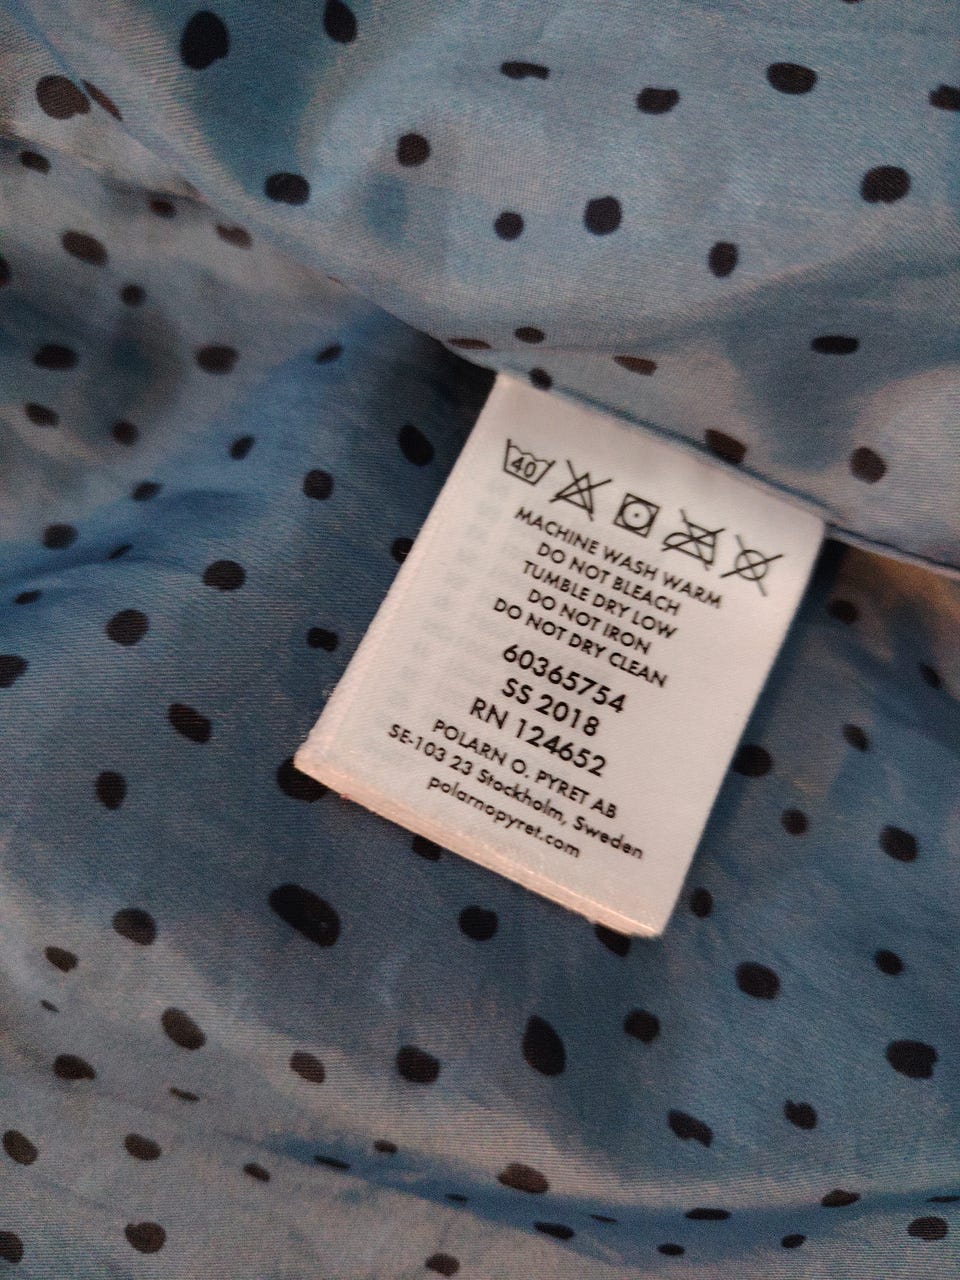 40
MACHINE WASH WARM
DO NOT BLEACH
TUMBLE DRY LOW
DO NOT IRON
DO NOT DRY CLEAN
60365754
SS 2018
RN 124652
POLARN O. PYRET AB
SE-103 23 Stockholm, Sweden
polarnopyret.com